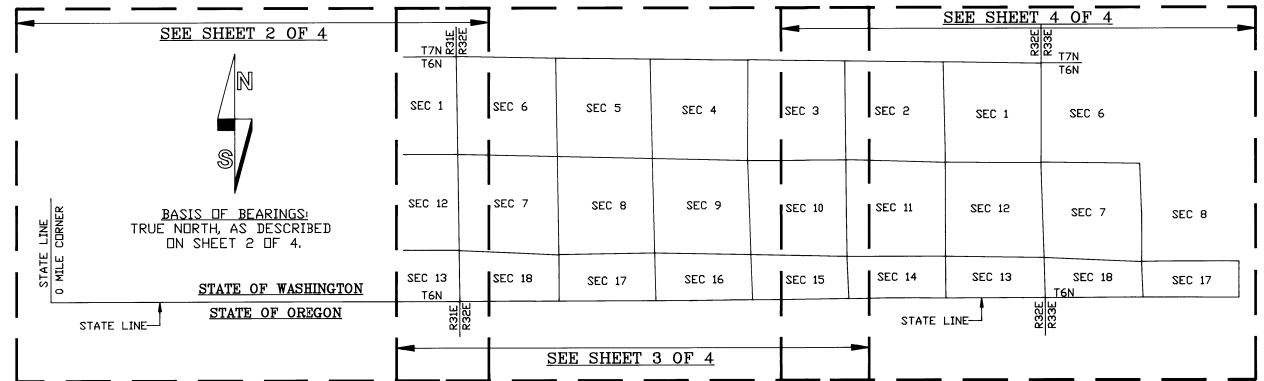 SEE SHEET 2 OF 4
SEE SHEET 4 OF 4
R31E
R32E
R32E
R33E
T7N
T6N
T7N
T6N
N
S
SEC 1
SEC 6
SEC 5
SEC 4
SEC 3
SEC 2
SEC 1
SEC 6
BASIS OF BEARINGS:
TRUE NORTH, AS DESCRIBED
ON SHEET 2 OF 4.
SEC 12
SEC 7
SEC 8
SEC 9
SEC 10
SEC 11
SEC 12
SEC 7
SEC 8
STATE LINE
0 MILE CORNER
SEC 13
SEC 18
SEC 17
SEC 16
SEC 15
SEC 14
SEC 13
SEC 18
SEC 17
STATE OF WASHINGTON
T6N
T6N
STATE OF OREGON
STATE LINE
R31E
R32E
STATE LINE
R32E
R33E
SEE SHEET 3 OF 4